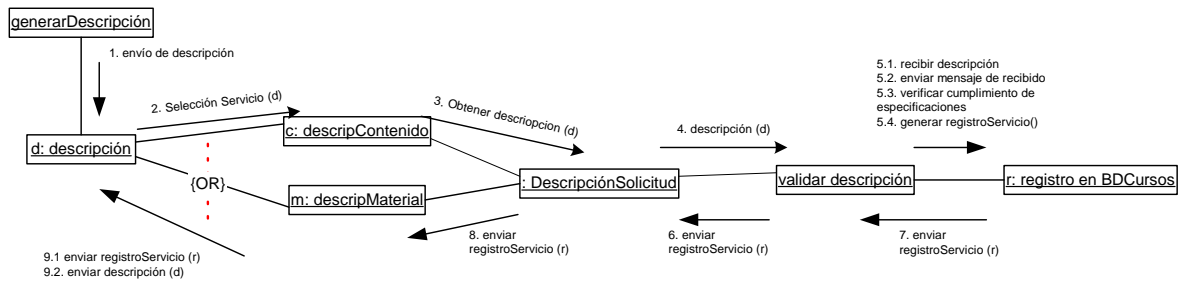 generarDescripción
1. envío de descripción
2. Selección Servicio (d)
3. Obtener descriopcion (d)
4. descripción (d)
5.1. recibir descripción
5.2. enviar mensaje de recibido
5.3. verificar cumplimiento de
especificaciones
5.4. generar registroServicio()
d: descripción
c: descripContenido
{OR}
m: descripMaterial
: DescripciónSolicitud
validar descripción
r: registro en BDCursos
8. enviar
registroServicio (r)
6. enviar
registroServicio (r)
7. enviar
registroServicio (r)
9.1 enviar registroServicio (r)
9.2. enviar descripción (d)